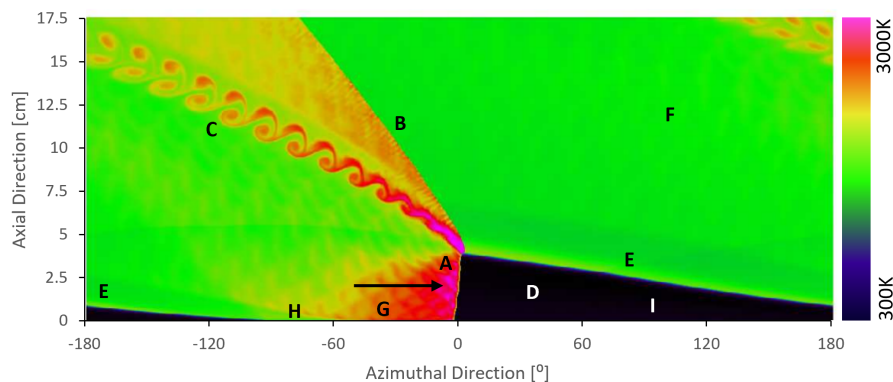 17.5
15
12.5
10
7.5
5
2.5
0
Axial Direction [cm]
B
C
F
A
E
E
D
G
H
I
-180
-120
-60
0
60
120
180
Azimuthal Direction [⁰]
3000K
300K